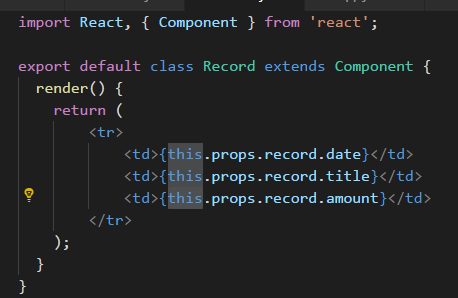 import React, { Component } from 'react';
export default class Record extends Component {
render() {
return (
<tr>
<td>{this.props.record.date}</td>
<td>{this.props.record.title}</td>
<td>{this.props.record.amount}</td>
</tr>
);
}
}